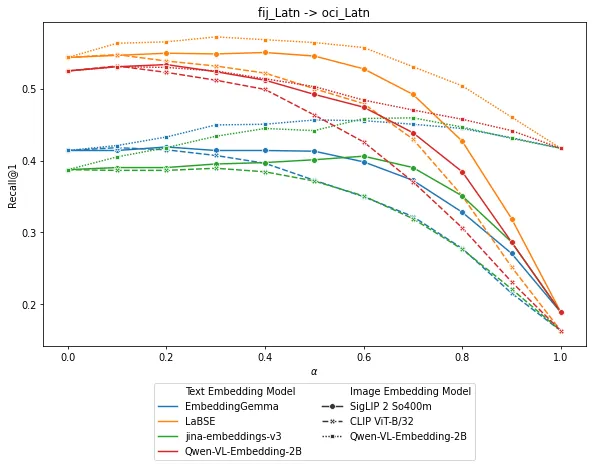 fij_Latn -> oci_Latn
Recall@1
0.5
0.4
0.3
0.2
0.0 0.2 0.4 0.6 0.8 1.0
α
Text Embedding Model Image Embedding Model
EmbeddingGemma SigLIP 2 So400m
LaBSE CLIP ViT-B/32
jina-embeddings-v3 Qwen-VL-Embedding-2B
Qwen-VL-Embedding-2B